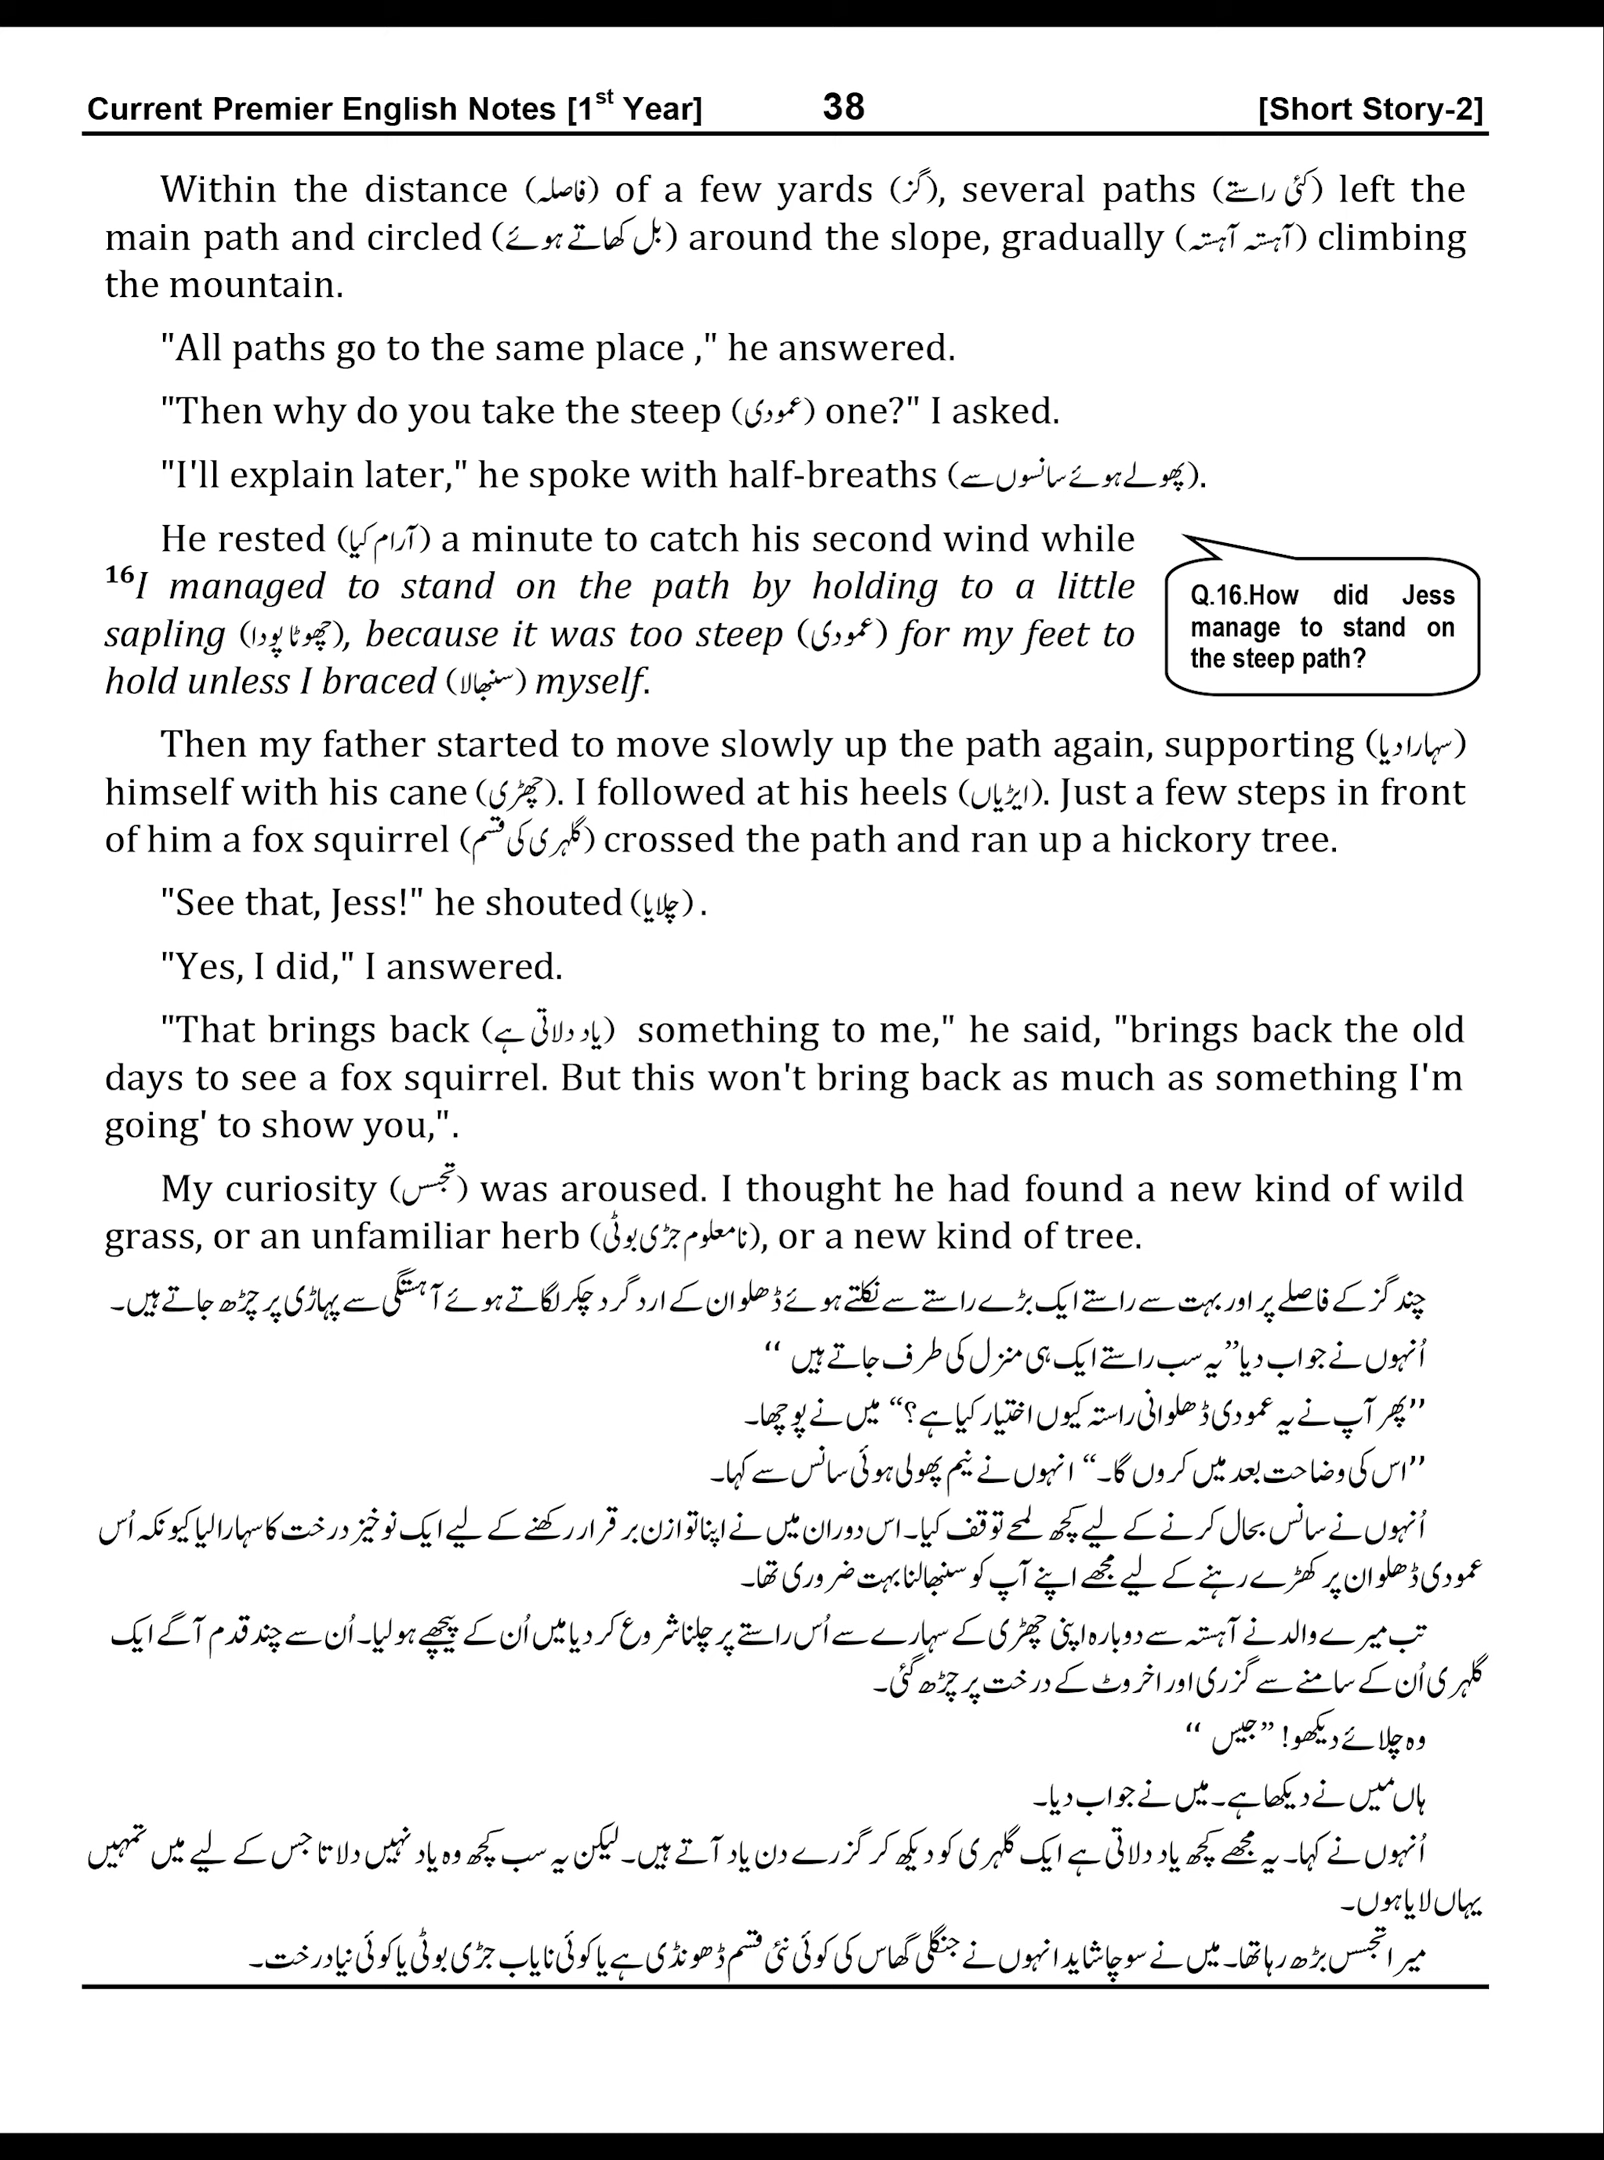 Current Premier English Notes [1st Year] 38 [Short Story-2]
Within the distance (فاصلہ) of a few yards (گز), several paths (کئی راستے) left the
main path and circled (بل کھاتے ہوئے) around the slope, gradually (آہستہ آہستہ) climbing
the mountain.
"All paths go to the same place ," he answered.
"Then why do you take the steep (عمودی) one?" I asked.
"I'll explain later," he spoke with half-breaths (پھولے ہوئے سانسوں سے).
He rested (آرام کیا) a minute to catch his second wind while
16I managed to stand on the path by holding to a little
sapling (چھوٹا پودا), because it was too steep (عمودی) for my feet to
hold unless I braced (سنبھالا) myself.
Q.16.How did Jess
manage to stand on
the steep path?
Then my father started to move slowly up the path again, supporting (سہارا دیا)
himself with his cane (چھڑی). I followed at his heels (ایڑیاں). Just a few steps in front
of him a fox squirrel (گلہری کی قسم) crossed the path and ran up a hickory tree.
"See that, Jess!" he shouted (چلایا) .
"Yes, I did," I answered.
"That brings back (یاد دلاتی ہے) something to me," he said, "brings back the old
days to see a fox squirrel. But this won't bring back as much as something I'm
going' to show you,".
My curiosity (تجسس) was aroused. I thought he had found a new kind of wild
grass, or an unfamiliar herb (نامعلوم جڑی بوٹی), or a new kind of tree.
چند گز کے فاصلے پر اور بہت سے راستے ایک بڑے راستے سے نکلتے ہوئے ڈھلوان کے ارد گرد چکر لگاتے ہوئے آہستگی سے پہاڑی پر چڑھ جاتے ہیں۔
اُنہوں نے جواب دیا”یہ سب راستے ایک ہی منزل کی طرف جاتے ہیں “
”پھر آپ نے یہ عمودی ڈھلوانی راستہ کیوں اختیار کیا ہے؟“ میں نے پوچھا۔
”اس کی وضاحت بعد میں کروں گا۔“ انہوں نے نیم پھولی ہوئی سانس سے کہا۔
اُنہوں نے سانس بحال کرنے کے لیے کچھ لمحے توقف کیا۔ اس دوران میں نے اپنا توازن برقرار رکھنے کے لیے ایک نوخیز درخت کا سہارا لیا کیونکہ اُس
عمودی ڈھلوان پر کھڑے رہنے کے لیے مجھے اپنے آپ کو سنبھالنا بہت ضروری تھا۔
تب میرے والد نے آہستہ سے دوبارہ اپنی چھڑی کے سہارے سے اُس راستے پر چلنا شروع کر دیا میں اُن کے پیچھے ہولیا۔ اُن سے چند قدم آگے ایک
گلہری اُن کے سامنے سے گزری اور اخروٹ کے درخت پر چڑھ گئی۔
وہ چلائے دیکھو! ”جیس “
ہاں میں نے دیکھا ہے۔ میں نے جواب دیا۔
اُنہوں نے کہا۔ یہ مجھے کچھ یاد دلاتی ہے ایک گلہری کو دیکھ کر گزرے دن یاد آتے ہیں۔ لیکن یہ سب کچھ وہ یاد نہیں دلاتا جس کے لیے میں تمہیں
یہاں لایا ہوں۔
میرا تجسس بڑھ رہا تھا۔ میں نے سوچا شاید انہوں نے جنگلی گھاس کی کوئی نئی قسم ڈھونڈی ہے یا کوئی نایاب جڑی بوٹی یا کوئی نیا درخت۔